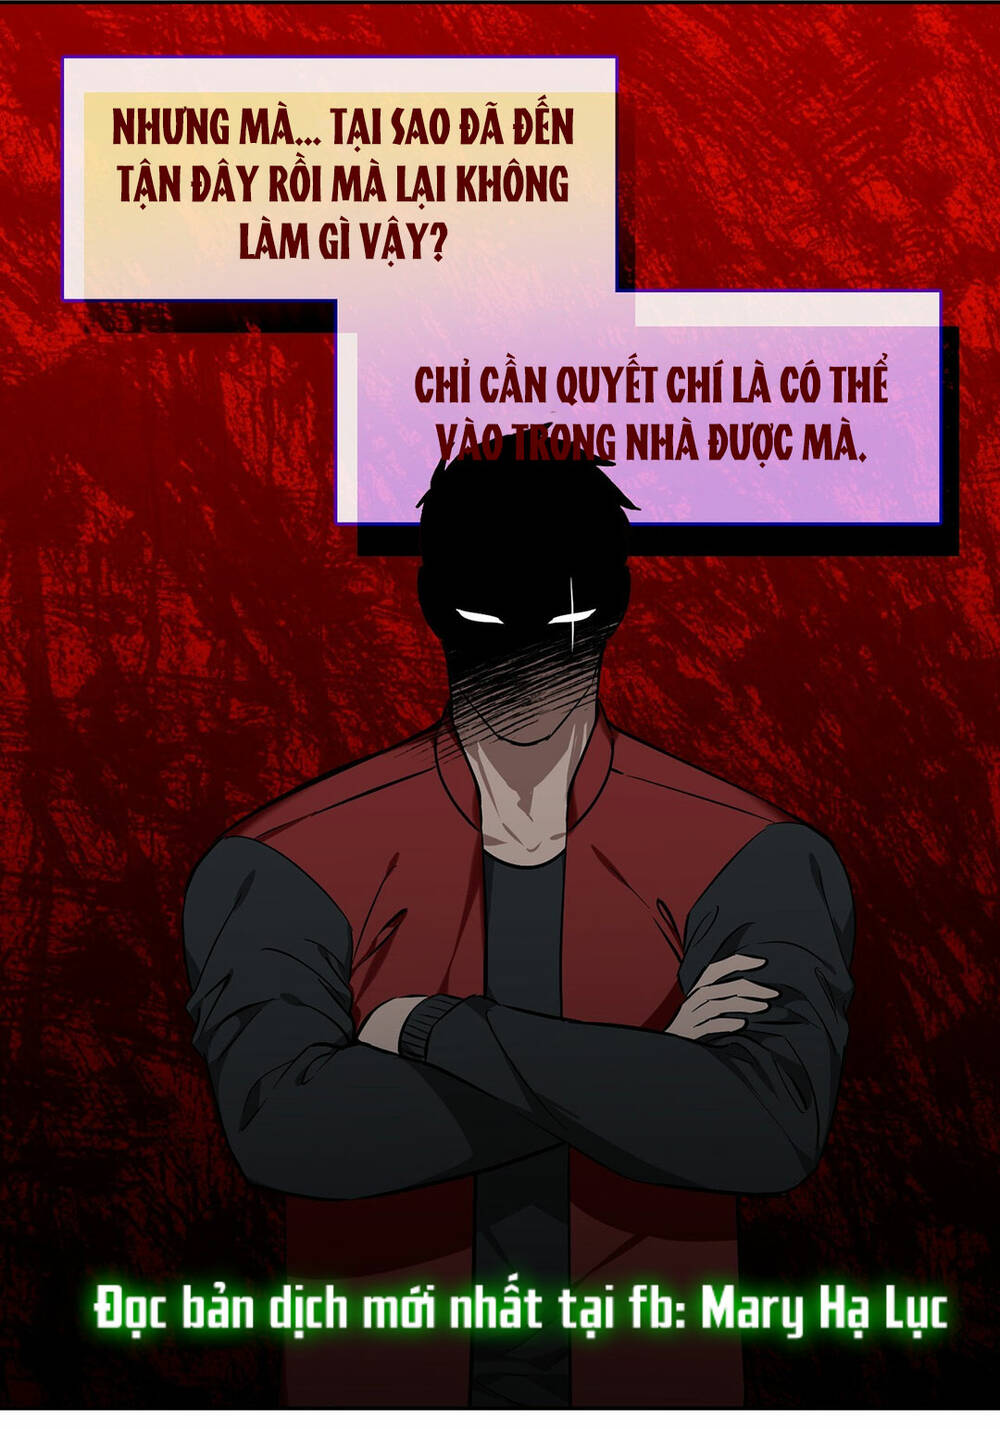 NHƯNG MÀ... TẠI SAO ĐÃ ĐẾN
TẬN ĐÂY RỒI MÀ LẠI KHÔNG
LÀM GÌ VẬY?
CHỈ CẦN QUYẾT CHÍ LÀ CÓ THỂ
VÀO TRONG NHÀ ĐƯỢC MÀ.
Đọc bản dịch mới nhất tại fb: Mary Hạ Lục